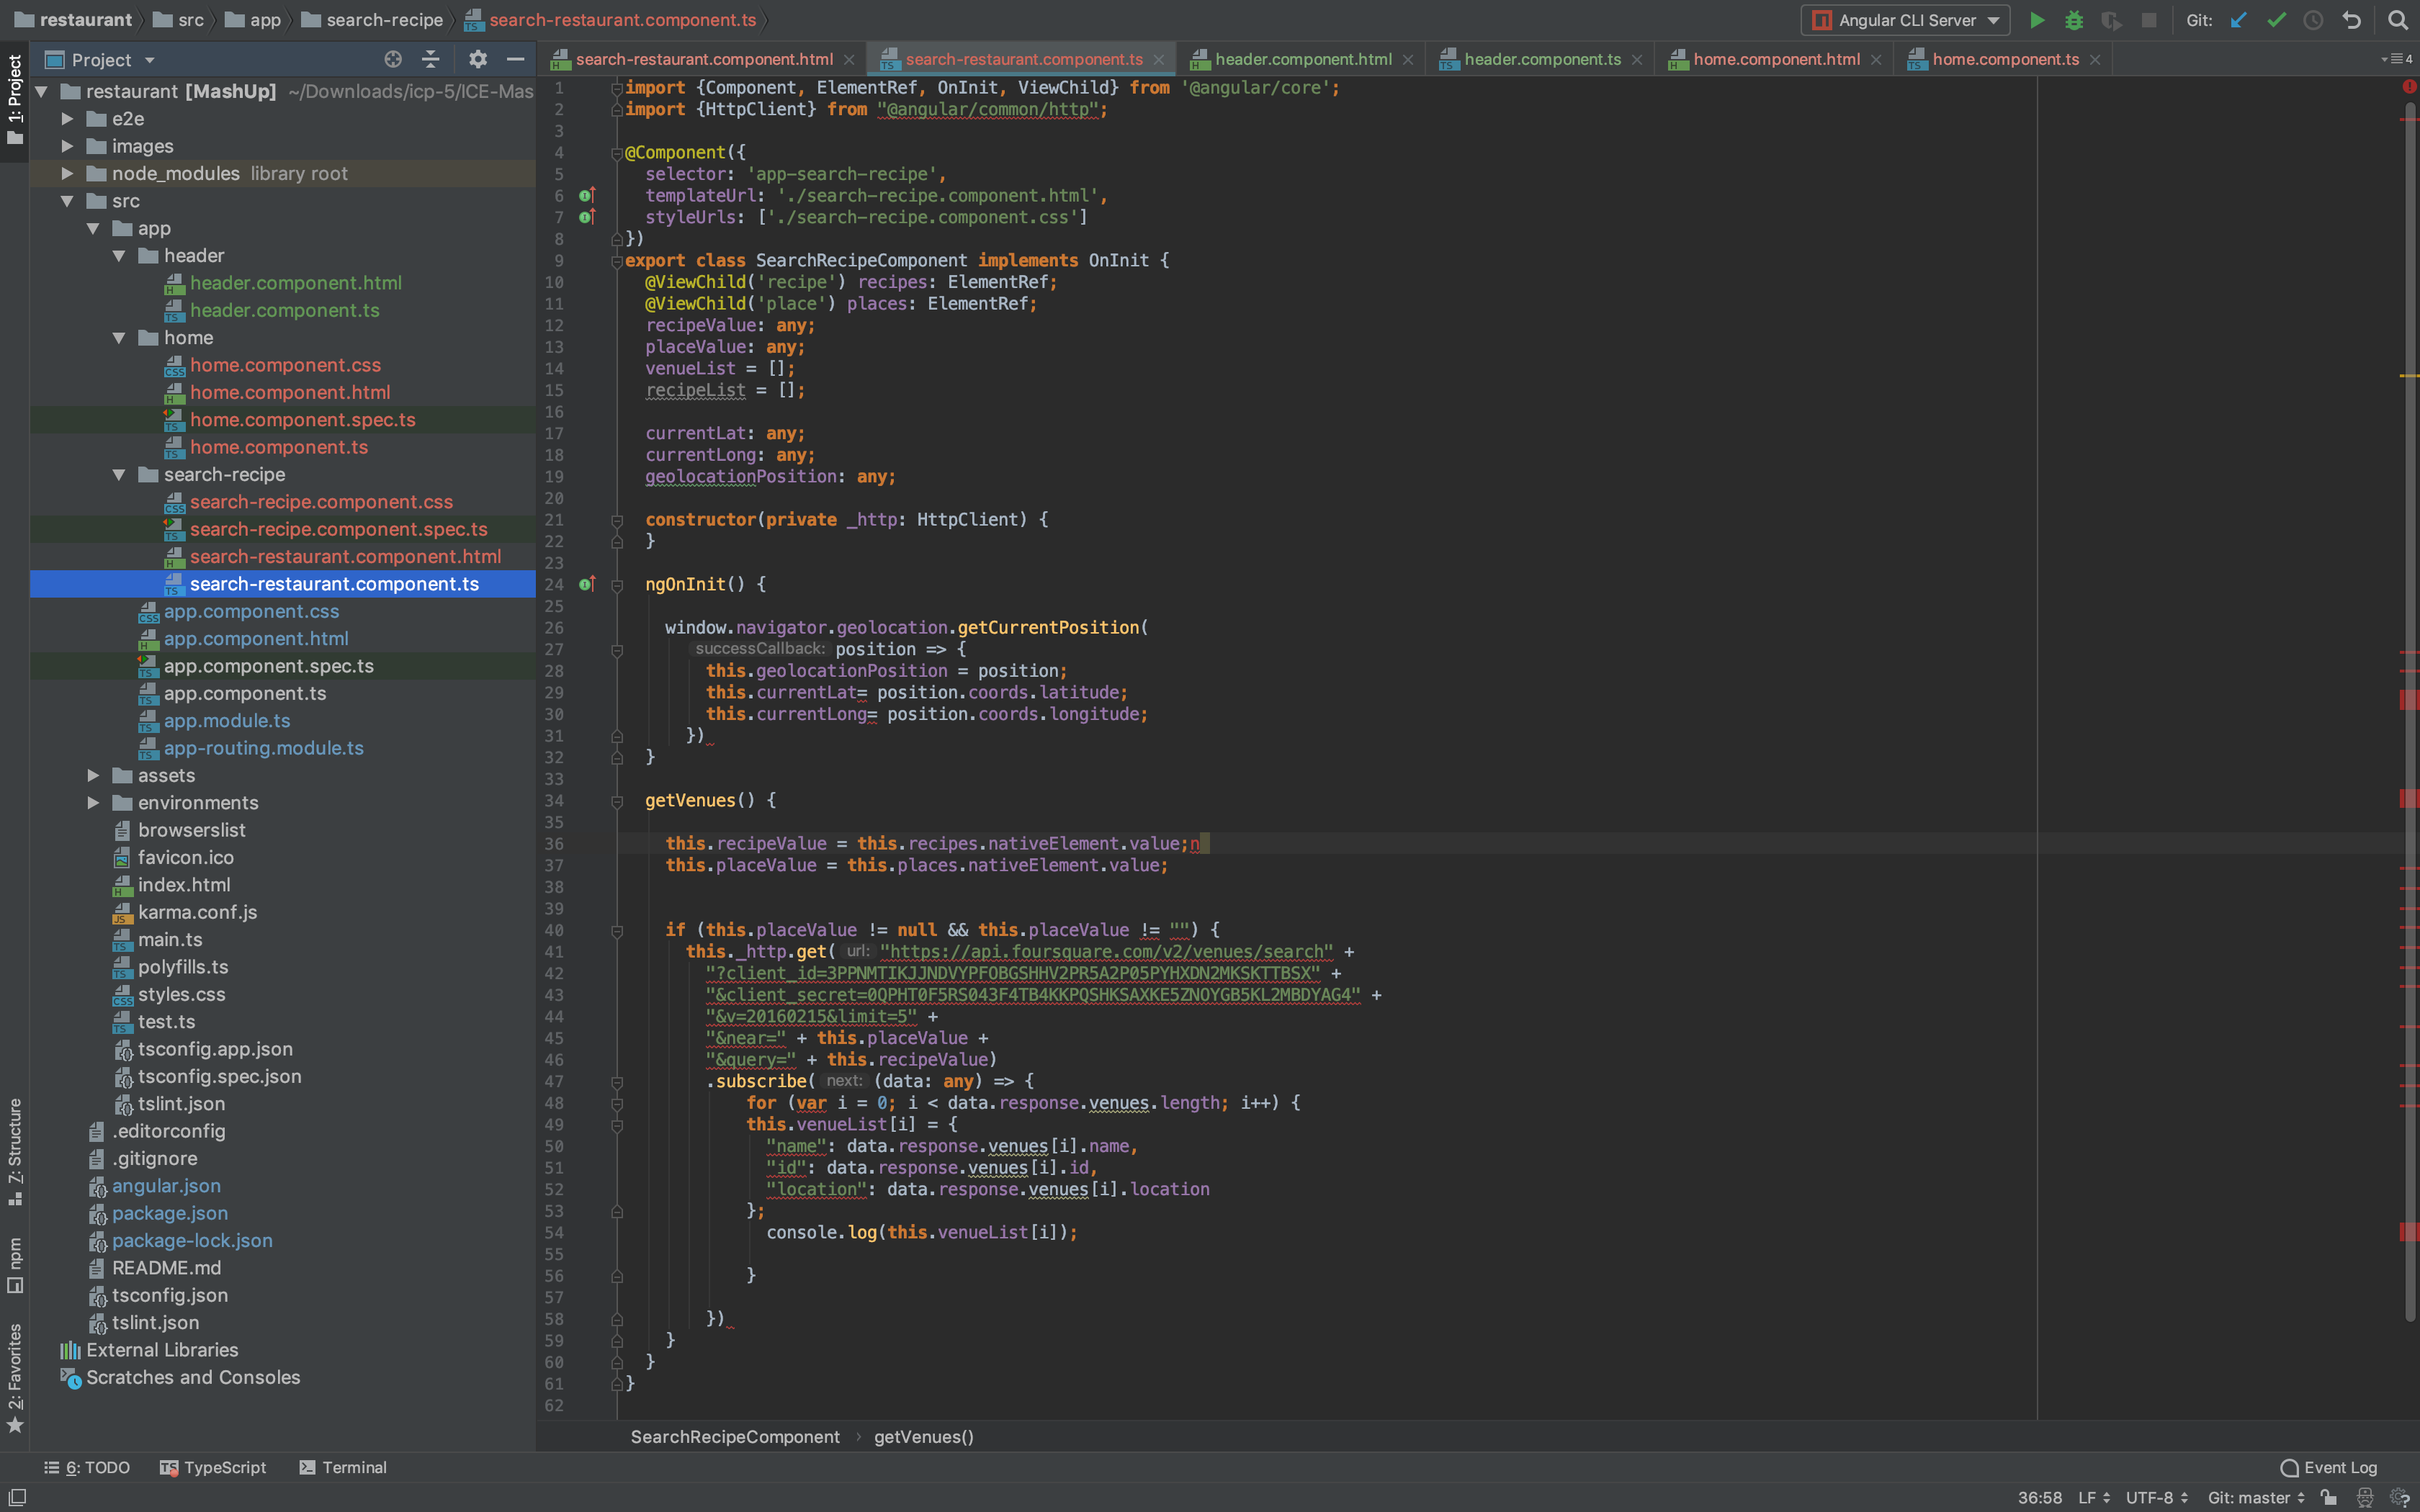 restaurant src app search-recipe search-restaurant.component.ts
Angular CLI Server Git:
Project
search-restaurant.component.html search-restaurant.component.ts header.component.html header.component.ts home.component.html home.component.ts 4
1: Project
Z: Structure
npm
2: Favorites
restaurant [MashUp] ~/Downloads/icp-5/ICE-Mas
e2e
images
node_modules library root
src
app
header
header.component.html
header.component.ts
home
home.component.css
home.component.html
home.component.spec.ts
home.component.ts
search-recipe
search-recipe.component.css
search-recipe.component.spec.ts
search-restaurant.component.html
search-restaurant.component.ts
app.component.css
app.component.html
app.component.spec.ts
app.component.ts
app.module.ts
app-routing.module.ts
assets
environments
browserslist
favicon.ico
index.html
karma.conf.js
main.ts
polyfills.ts
styles.css
test.ts
tsconfig.app.json
tsconfig.spec.json
tslint.json
.editorconfig
.gitignore
angular.json
package.json
package-lock.json
README.md
tsconfig.json
tslint.json
External Libraries
Scratches and Consoles
1 import {Component, ElementRef, OnInit, ViewChild} from '@angular/core';
2 import {HttpClient} from "@angular/common/http";
3
4 @Component({
5 selector: 'app-search-recipe',
6 templateUrl: './search-recipe.component.html',
7 styleUrls: ['./search-recipe.component.css']
8 })
9 export class SearchRecipeComponent implements OnInit {
10 @ViewChild('recipe') recipes: ElementRef;
11 @ViewChild('place') places: ElementRef;
12 recipeValue: any;
13 placeValue: any;
14 venueList = [];
15 recipeList = [];
16
17 currentLat: any;
18 currentLong: any;
19 geolocationPosition: any;
20
21 constructor(private _http: HttpClient) {
22 }
23
24 ngOnInit() {
25
26 window.navigator.geolocation.getCurrentPosition(
27 successCallback: position => {
28 this.geolocationPosition = position;
29 this.currentLat= position.coords.latitude;
30 this.currentLong= position.coords.longitude;
31 })
32 }
33
34 getVenues() {
35
36 this.recipeValue = this.recipes.nativeElement.value;n
37 this.placeValue = this.places.nativeElement.value;
38
39
40 if (this.placeValue != null && this.placeValue != "") {
41 this._http.get( url: "https://api.foursquare.com/v2/venues/search" +
42 "?client_id=3PPNMTIKJJNDVYPFOBGSHHV2PR5A2P05PYHXDN2MKSKTTBSX" +
43 "&client_secret=0QPHT0F5RS043F4TB4KKPQSHKSAXKE5ZNOYGB5KL2MBDYAG4" +
44 "&v=20160215&limit=5" +
45 "&near=" + this.placeValue +
46 "&query=" + this.recipeValue)
47 .subscribe( next: (data: any) => {
48 for (var i = 0; i < data.response.venues.length; i++) {
49 this.venueList[i] = {
50 "name": data.response.venues[i].name,
51 "id": data.response.venues[i].id,
52 "location": data.response.venues[i].location
53 };
54 console.log(this.venueList[i]);
55
56 }
57
58 })
59 }
60 }
61 }
62
SearchRecipeComponent › getVenues()
6: TODO TypeScript Terminal Event Log
36:58 LF UTF-8 Git: master